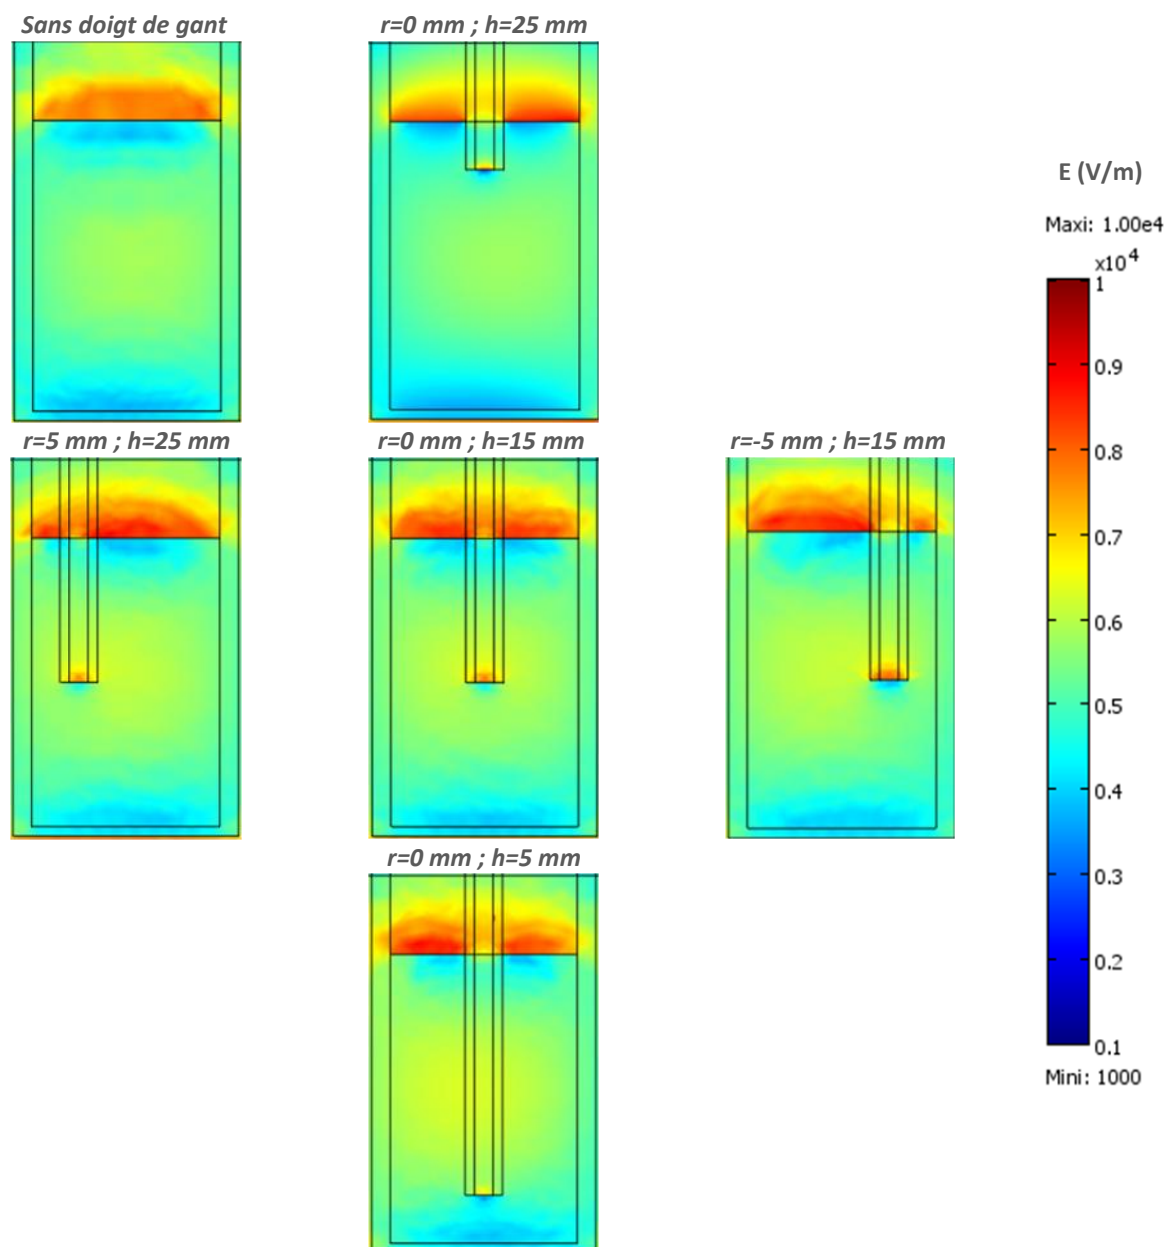 Sans doigt de gant
r=0 mm ; h=25 mm
E (V/m)
Maxi: 1.00e4
x10^4
1
0.9
0.8
0.7
0.6
0.5
0.4
0.3
0.2
0.1
Mini: 1000
r=5 mm ; h=25 mm
r=0 mm ; h=15 mm
r=-5 mm ; h=15 mm
r=0 mm ; h=5 mm